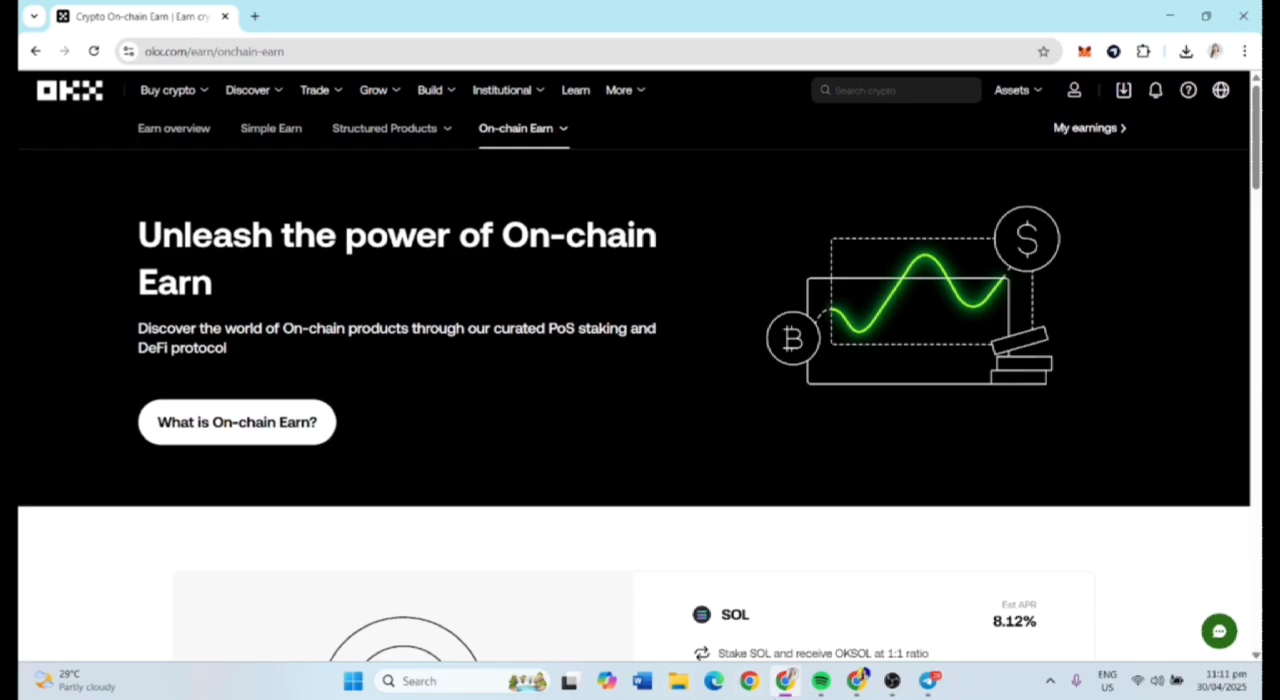 Crypto On-chain Earn | Earn cry
okx.com/earn/onchain-earn
OKX Buy crypto Discover Trade Grow Build Institutional Learn More Search crypto Assets
Earn overview Simple Earn Structured Products On-chain Earn My earnings
Unleash the power of On-chain
Earn
Discover the world of On-chain products through our curated PoS staking and
DeFi protocol
What is On-chain Earn?
SOL
Est APR
8.12%
Stake SOL and receive OKSOL at 1:1 ratio
29°C
Partly cloudy
Search
ENG
US
11:11 pm
30/04/2025